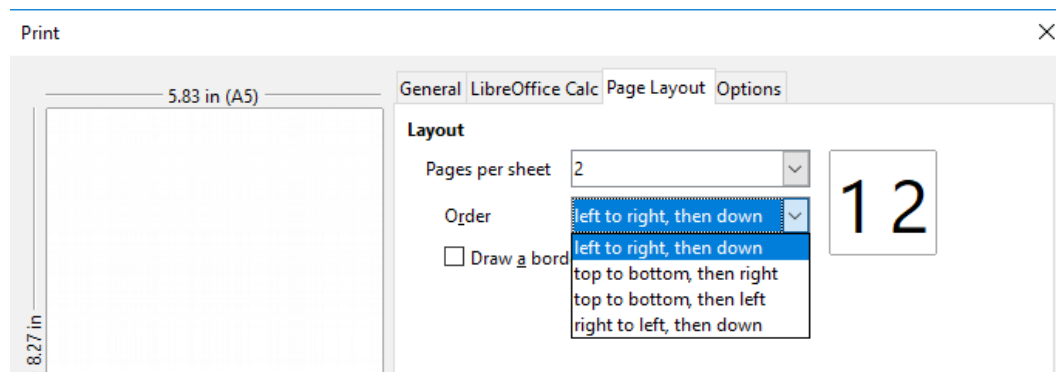 Print
5.83 in (A5)
8.27 in
General LibreOffice Calc Page Layout Options
Layout
Pages per sheet 2
Order left to right, then down
Draw a bord
left to right, then down
top to bottom, then right
top to bottom, then left
right to left, then down
1 2